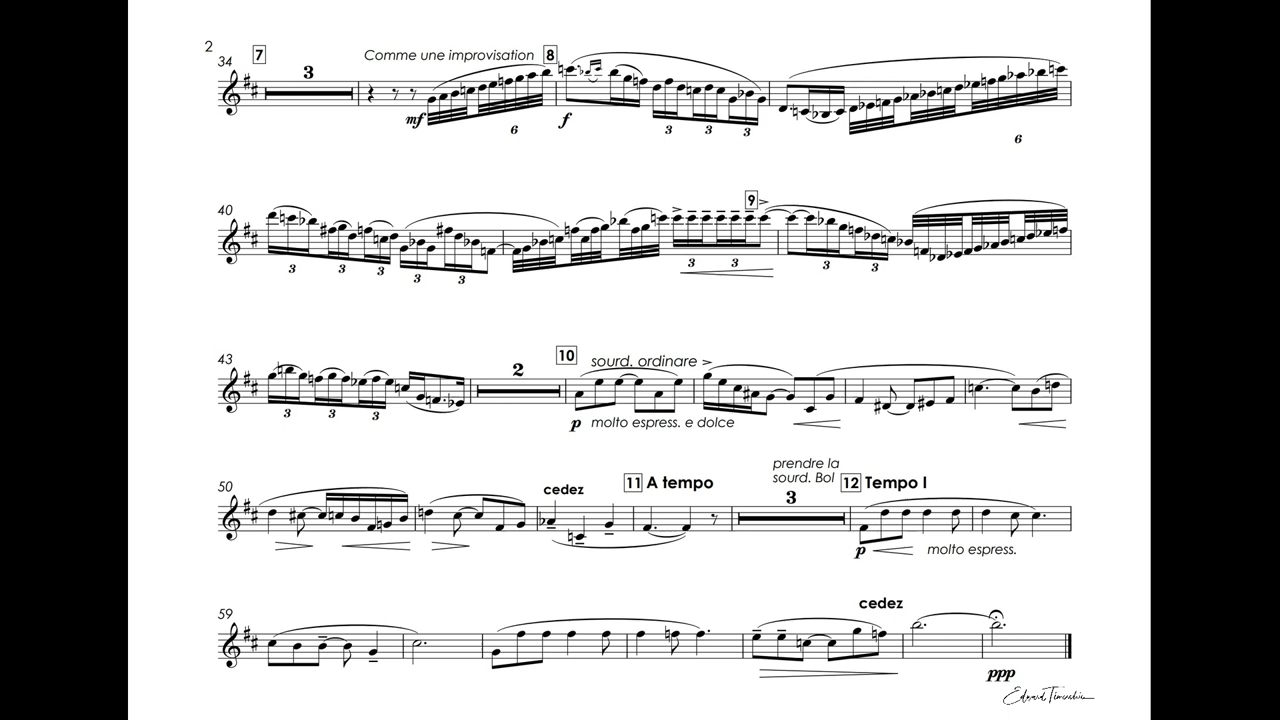 2
34 7 3 Comme une improvisation 8
mf 6 f 3 3 3 6
40 9
3 3 3 3 3 3 3 3 3
43 2 10 sourd. ordinare
3 3 3 p molto espress. e dolce
50 cedez 11 A tempo prendre la
sourd. Bol 3 12 Tempo I
p molto espress.
59 cedez
ppp